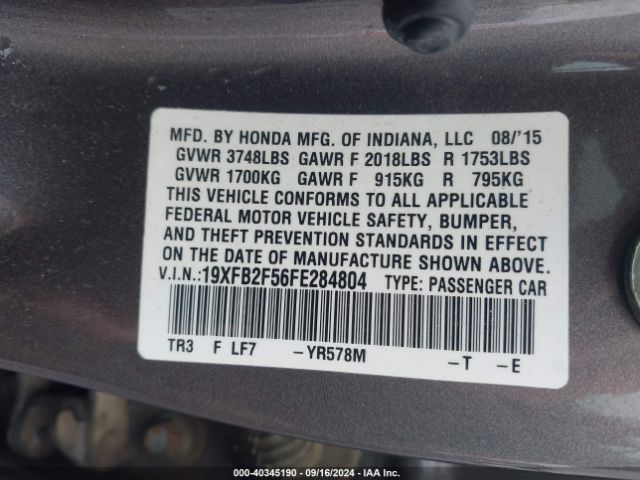 MFD. BY HONDA MFG. OF INDIANA, LLC 08/'15
GVWR 3748LBS GAWR F 2018LBS R 1753LBS
GVWR 1700KG GAWR F 915KG R 795KG
THIS VEHICLE CONFORMS TO ALL APPLICABLE
FEDERAL MOTOR VEHICLE SAFETY, BUMPER,
AND THEFT PREVENTION STANDARDS IN EFFECT
ON THE DATE OF MANUFACTURE SHOWN ABOVE.
V.I.N.:19XFB2F56FE284804 TYPE: PASSENGER CAR
TR3 F LF7 -YR578M -T -E
000-40345190 - 09/16/2024 - IAA Inc.